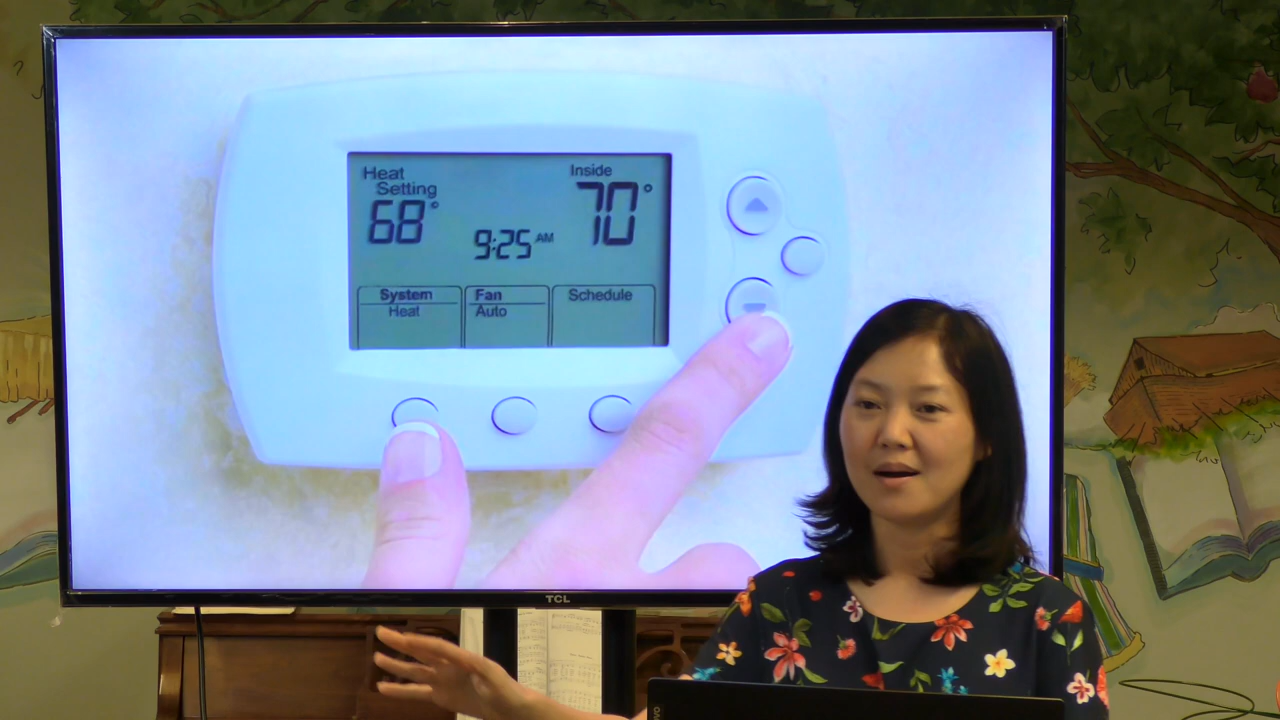 Heat
Setting
68°
Inside
70°
9:25 AM
System
Heat
Fan
Auto
Schedule
TCL